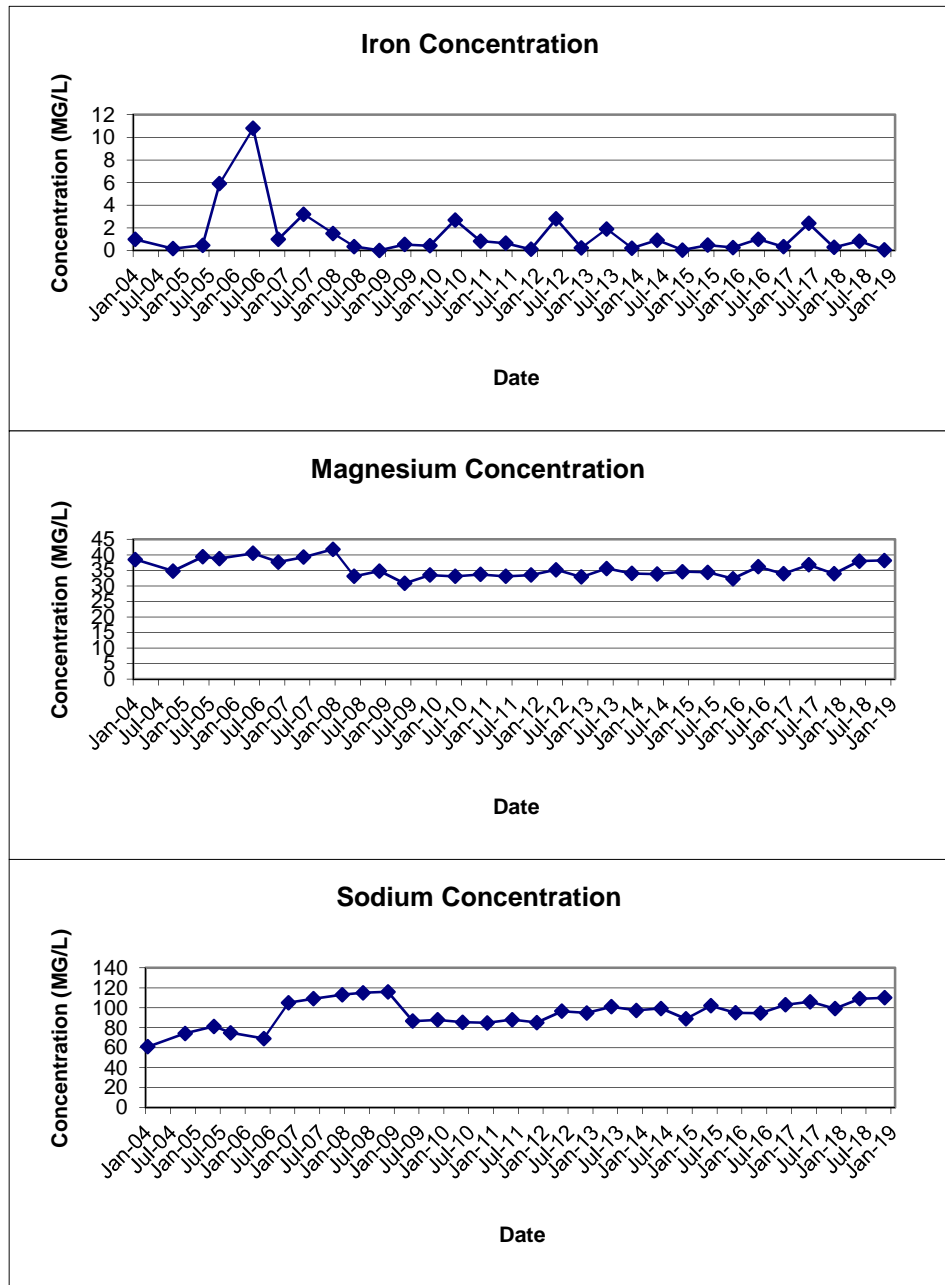 Iron Concentration
Concentration (MG/L)
12
10
8
6
4
2
0
Jan-04
Jul-04
Jan-05
Jul-05
Jan-06
Jul-06
Jan-07
Jul-07
Jan-08
Jul-08
Jan-09
Jul-09
Jan-10
Jul-10
Jan-11
Jul-11
Jan-12
Jul-12
Jan-13
Jul-13
Jan-14
Jul-14
Jan-15
Jul-15
Jan-16
Jul-16
Jan-17
Jul-17
Jan-18
Jul-18
Jan-19
Date
Magnesium Concentration
Concentration (MG/L)
45
40
35
30
25
20
15
10
5
0
Jan-04
Jul-04
Jan-05
Jul-05
Jan-06
Jul-06
Jan-07
Jul-07
Jan-08
Jul-08
Jan-09
Jul-09
Jan-10
Jul-10
Jan-11
Jul-11
Jan-12
Jul-12
Jan-13
Jul-13
Jan-14
Jul-14
Jan-15
Jul-15
Jan-16
Jul-16
Jan-17
Jul-17
Jan-18
Jul-18
Jan-19
Date
Sodium Concentration
Concentration (MG/L)
140
120
100
80
60
40
20
0
Jan-04
Jul-04
Jan-05
Jul-05
Jan-06
Jul-06
Jan-07
Jul-07
Jan-08
Jul-08
Jan-09
Jul-09
Jan-10
Jul-10
Jan-11
Jul-11
Jan-12
Jul-12
Jan-13
Jul-13
Jan-14
Jul-14
Jan-15
Jul-15
Jan-16
Jul-16
Jan-17
Jul-17
Jan-18
Jul-18
Jan-19
Date